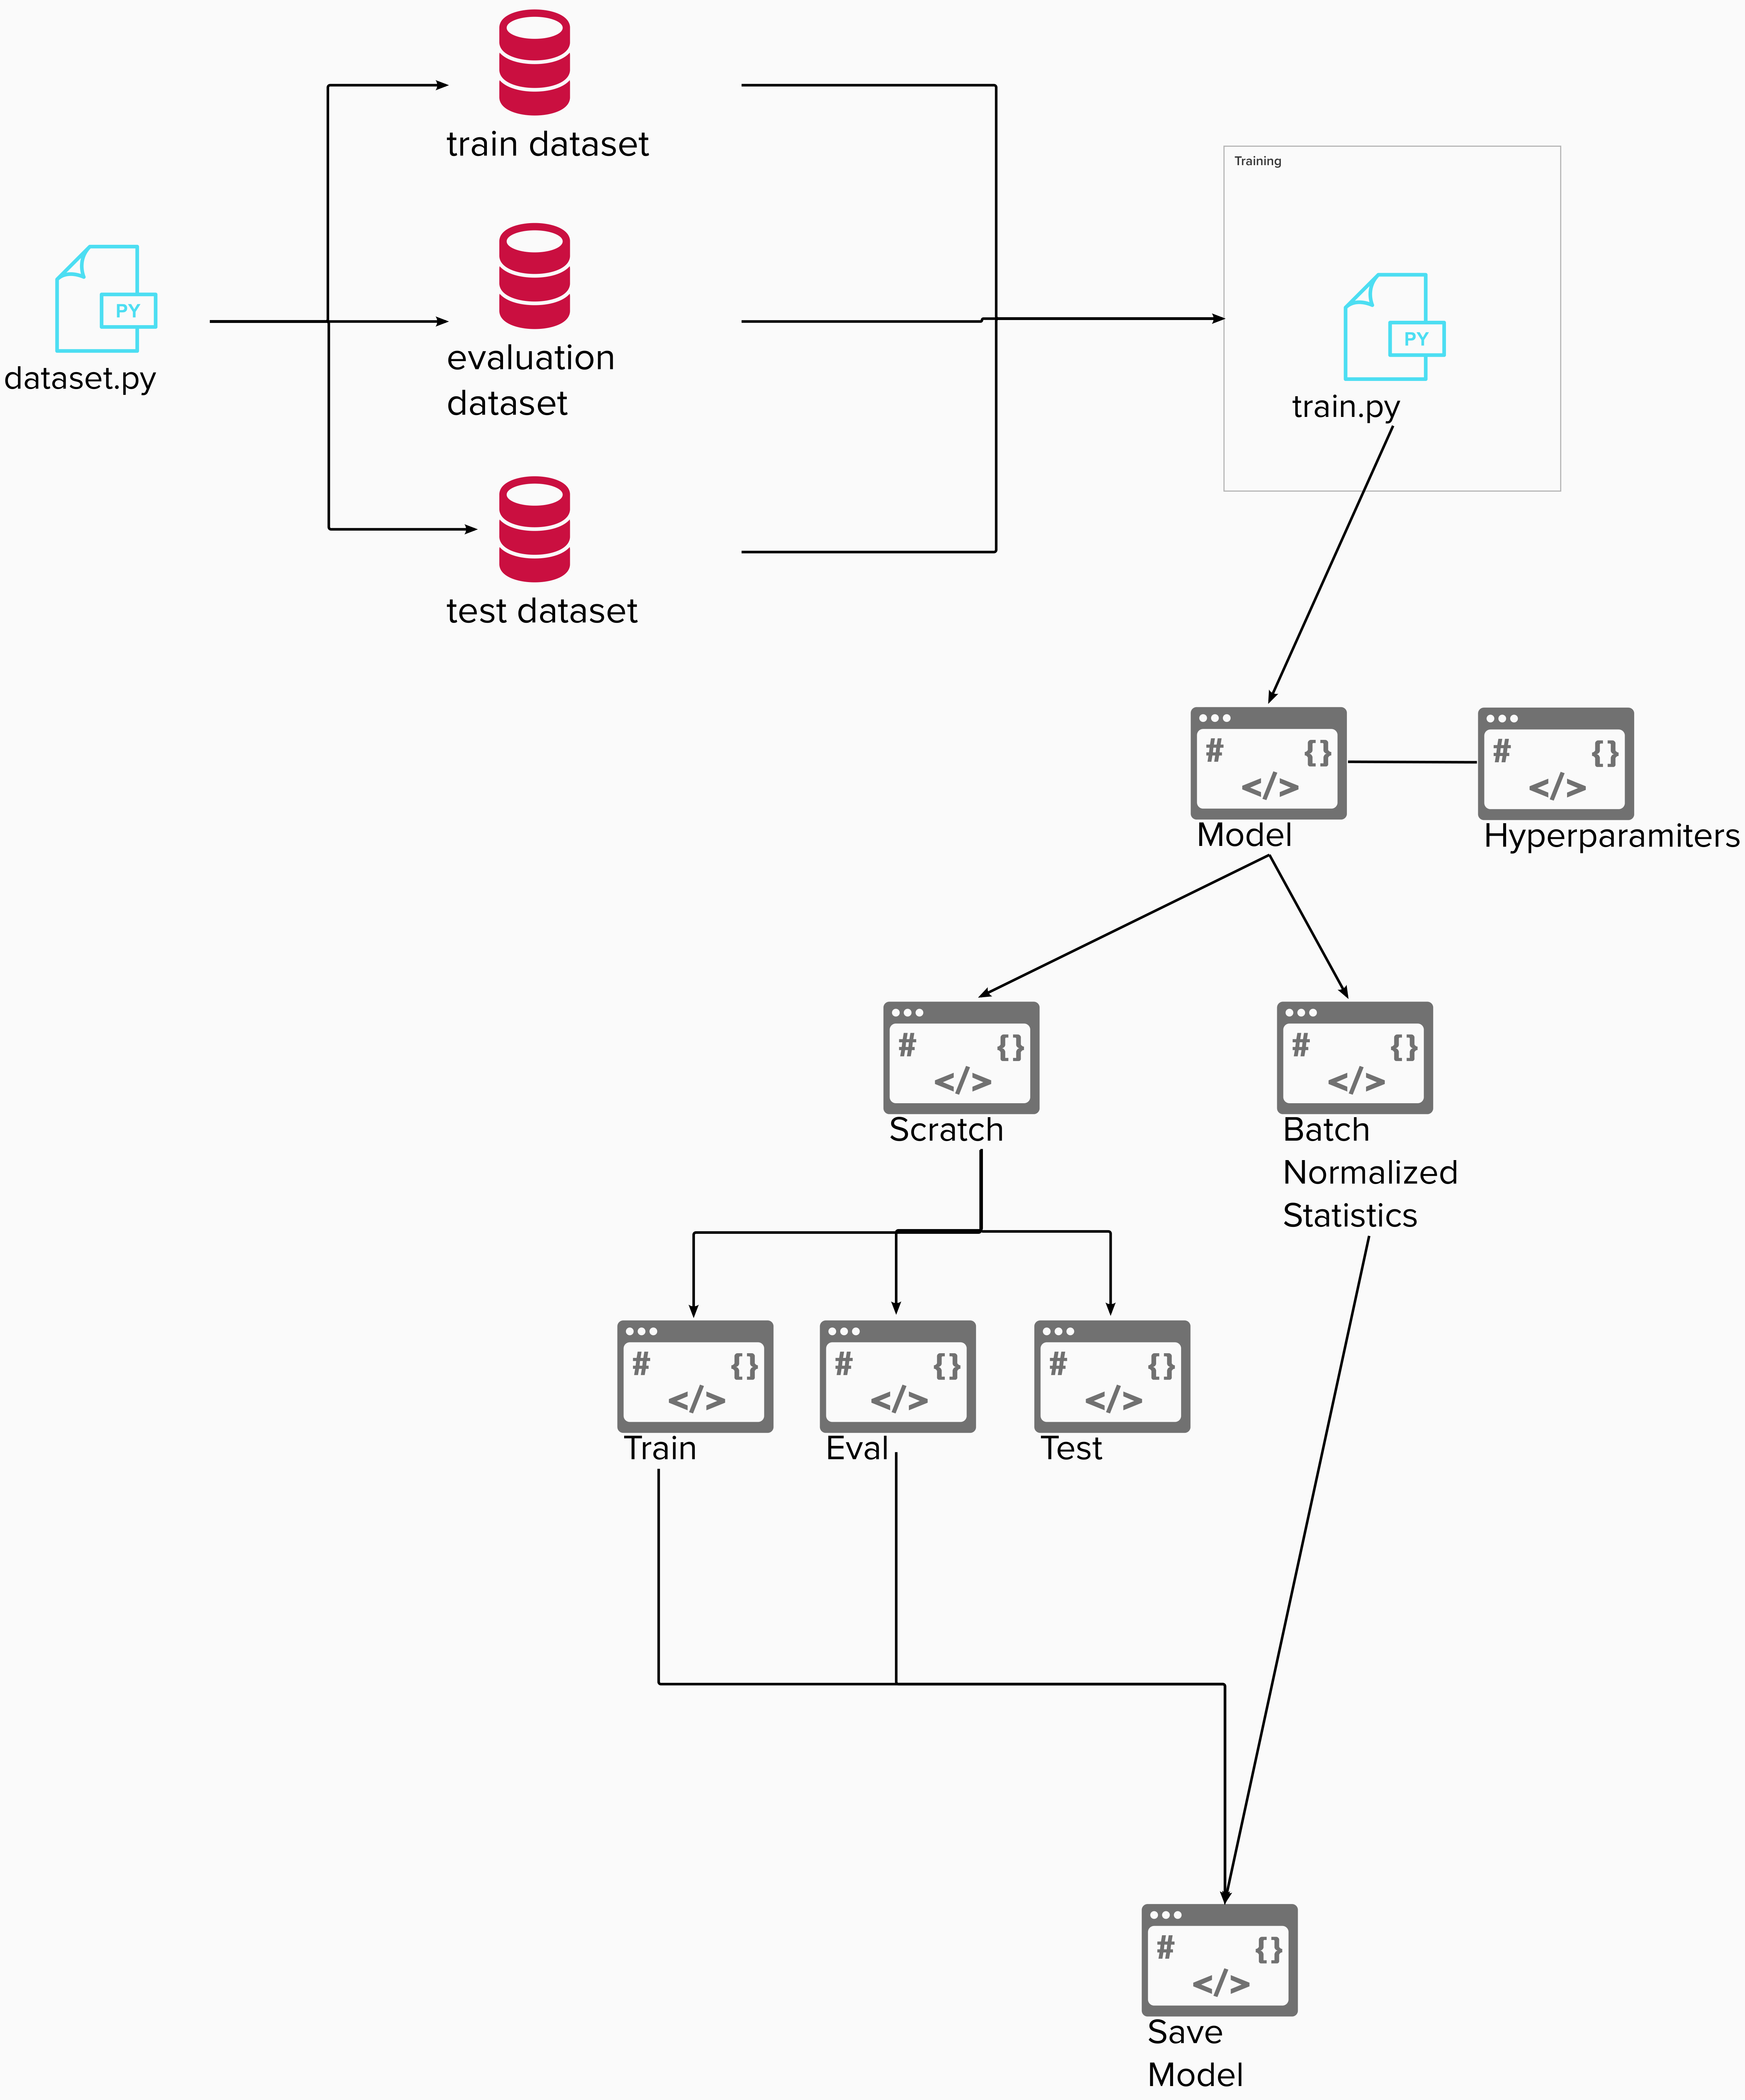 train dataset
Training
PY
dataset.py
evaluation
dataset
PY
train.py
test dataset
# {}
</>
Model
# {}
</>
Hyperparamiters
# {}
</>
Scratch
# {}
</>
Batch
Normalized
Statistics
# {}
</>
Train
# {}
</>
Eval
# {}
</>
Test
# {}
</>
Save
Model